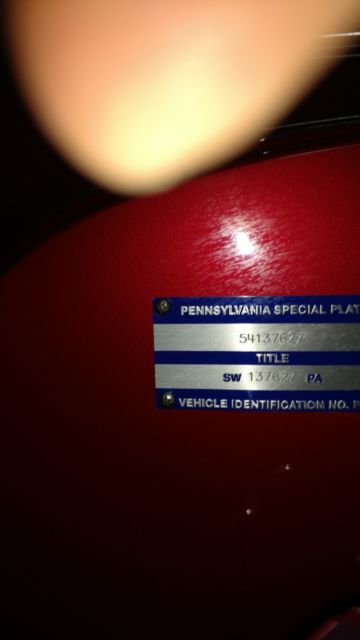 PENNSYLVANIA SPECIAL PLAT
54137627
TITLE
SW 137627 PA
VEHICLE IDENTIFICATION NO. P